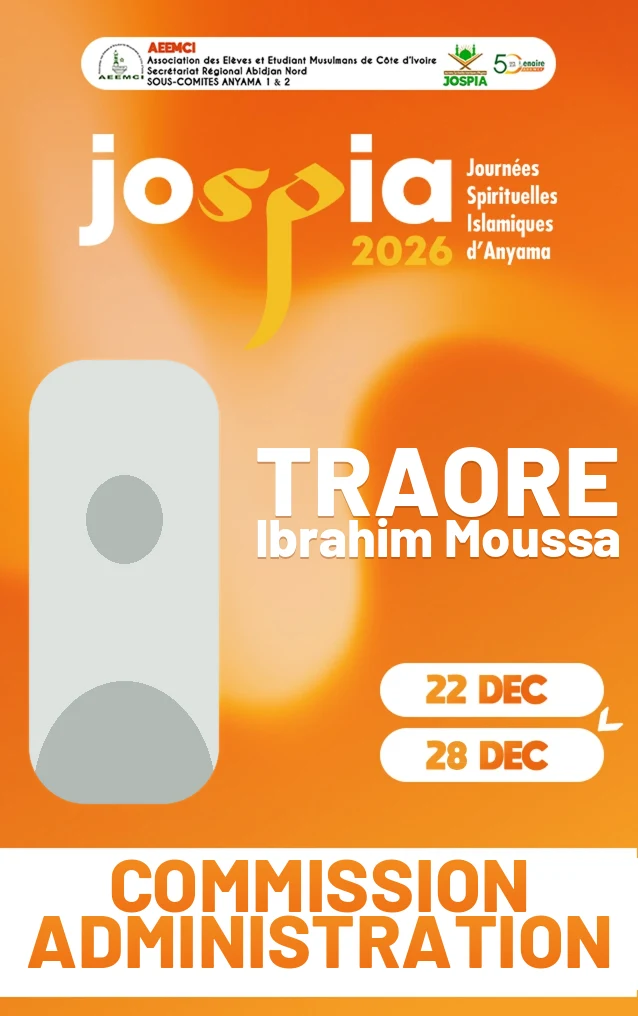 AEEMCI
Association des Elèves et Etudiant Musulmans de Côte d'Ivoire
Secrétariat Régional Abidjan Nord
SOUS-COMITES ANYAMA 1 & 2
AEEMCI
JOSPIA
jospia
2026
Journées
Spirituelles
Islamiques
d'Anyama
TRAORE
Ibrahim Moussa
22 DEC
28 DEC
COMMISSION
ADMINISTRATION